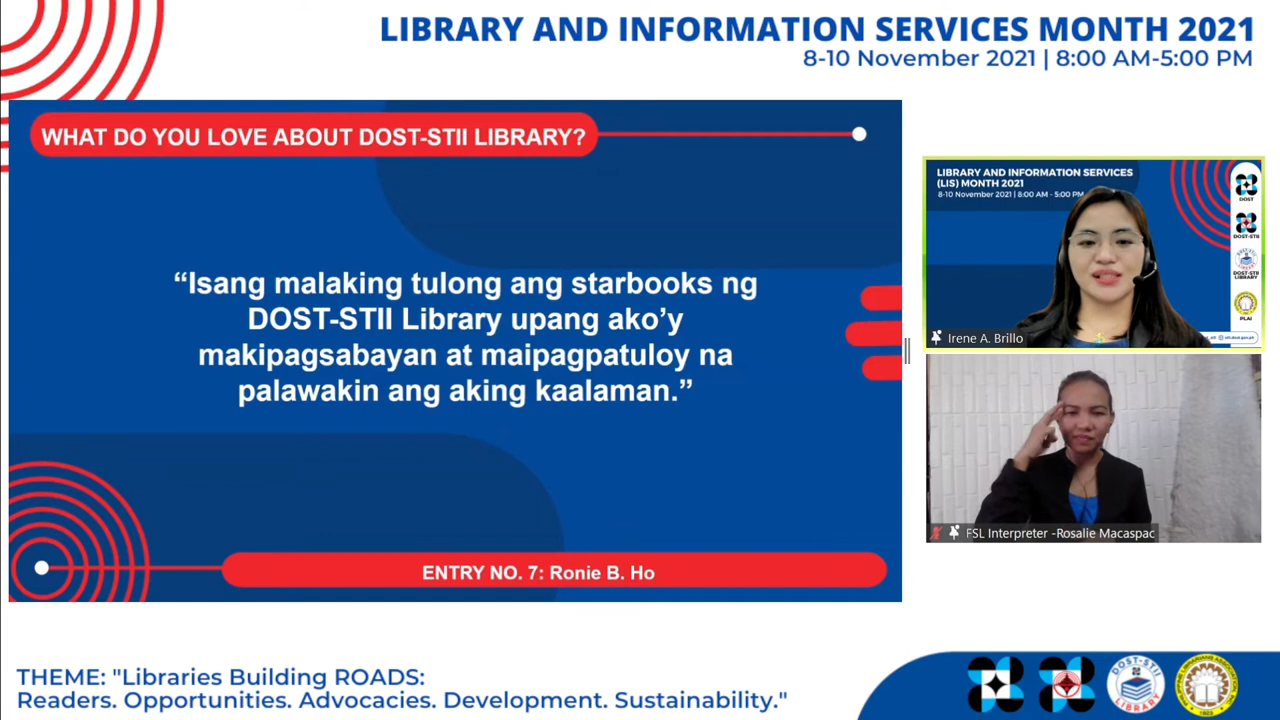 LIBRARY AND INFORMATION SERVICES MONTH 2021
8-10 November 2021 | 8:00 AM-5:00 PM
WHAT DO YOU LOVE ABOUT DOST-STII LIBRARY?
“Isang malaking tulong ang starbooks ng
DOST-STII Library upang ako’y
makipagsabayan at maipagpatuloy na
palawakin ang aking kaalaman.”
ENTRY NO. 7: Ronie B. Ho
LIBRARY AND INFORMATION SERVICES
(LIS) MONTH 2021
8-10 November 2021 | 8:00 AM - 5:00 PM
DOST
DOST-STII
DOST-STII
LIBRARY
PLAI
Irene A. Brillo
FSL Interpreter -Rosalie Macaspac
THEME: "Libraries Building ROADS:
Readers. Opportunities. Advocacies. Development. Sustainability."
DOST-STII
LIBRARY